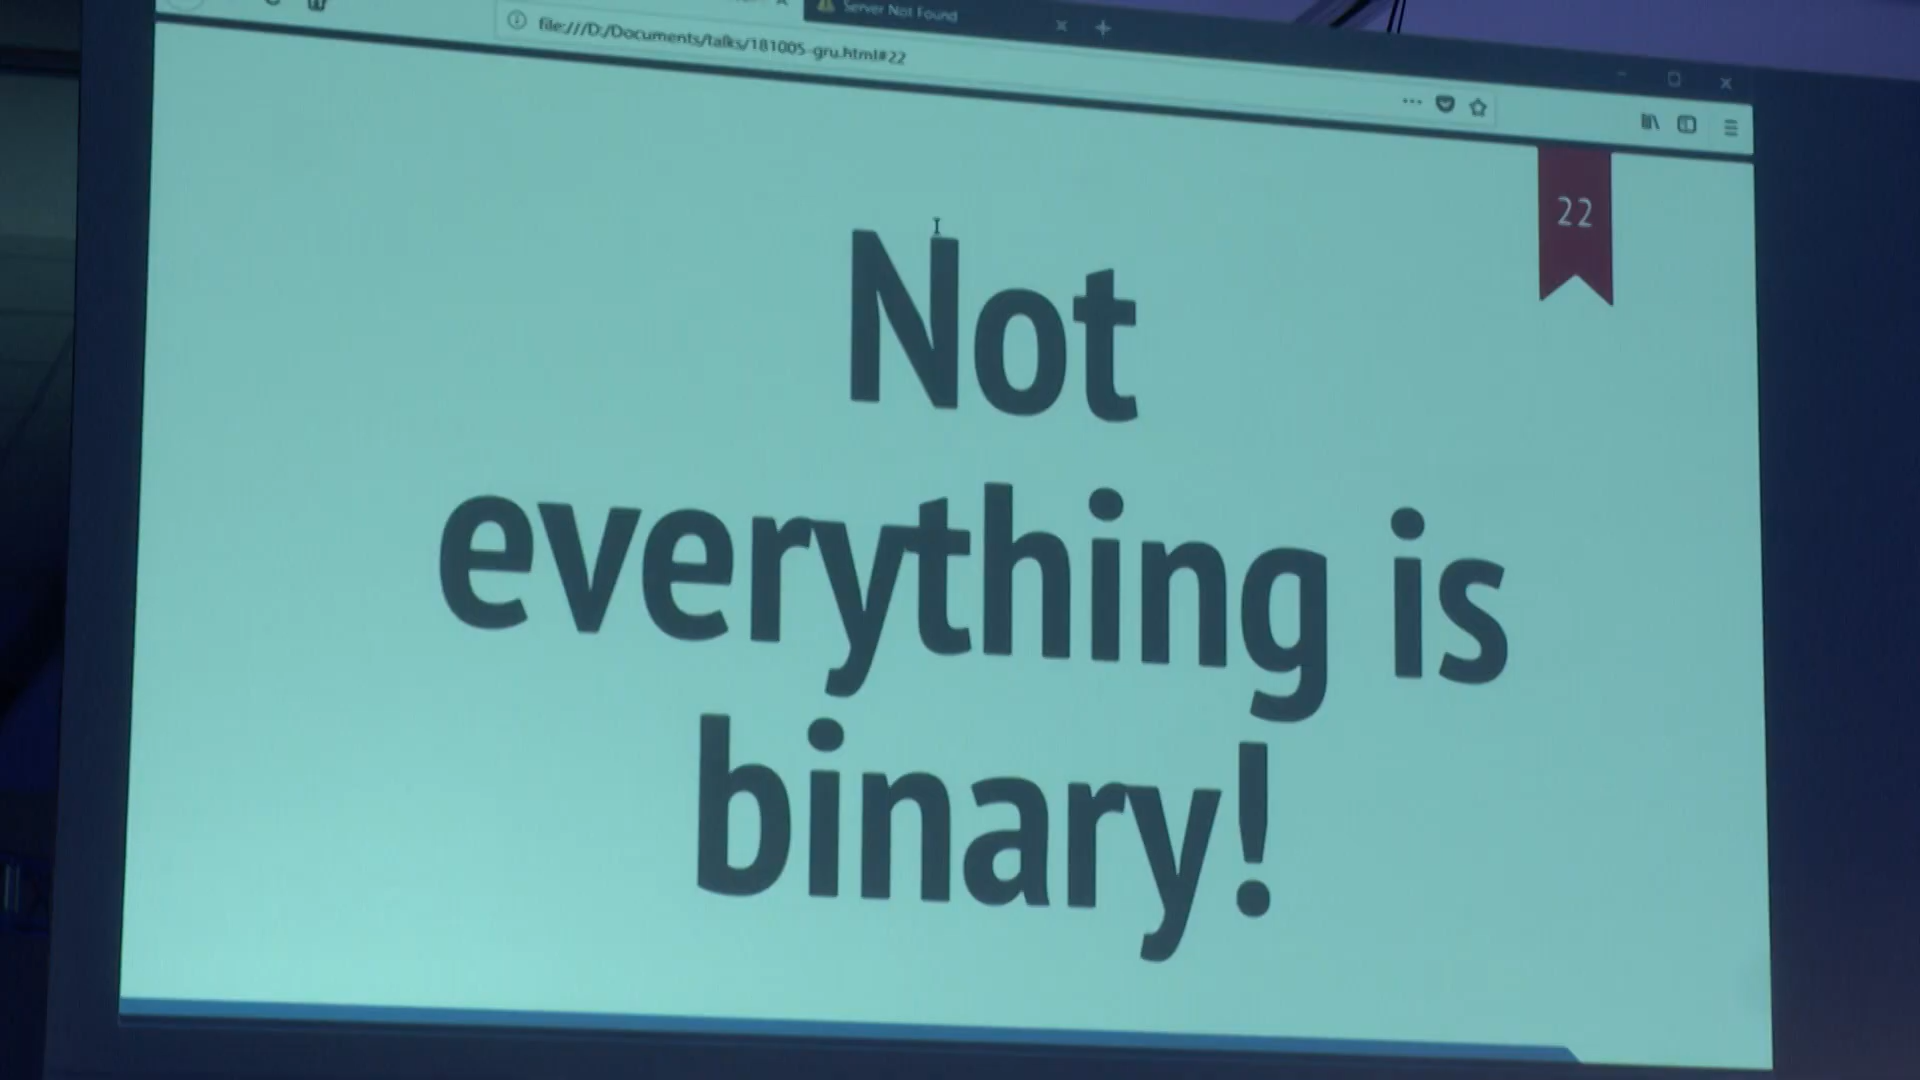 Server Not Found
file:///D:/Documents/talks/181005-gru.html#22
22
Not
everything is
binary!